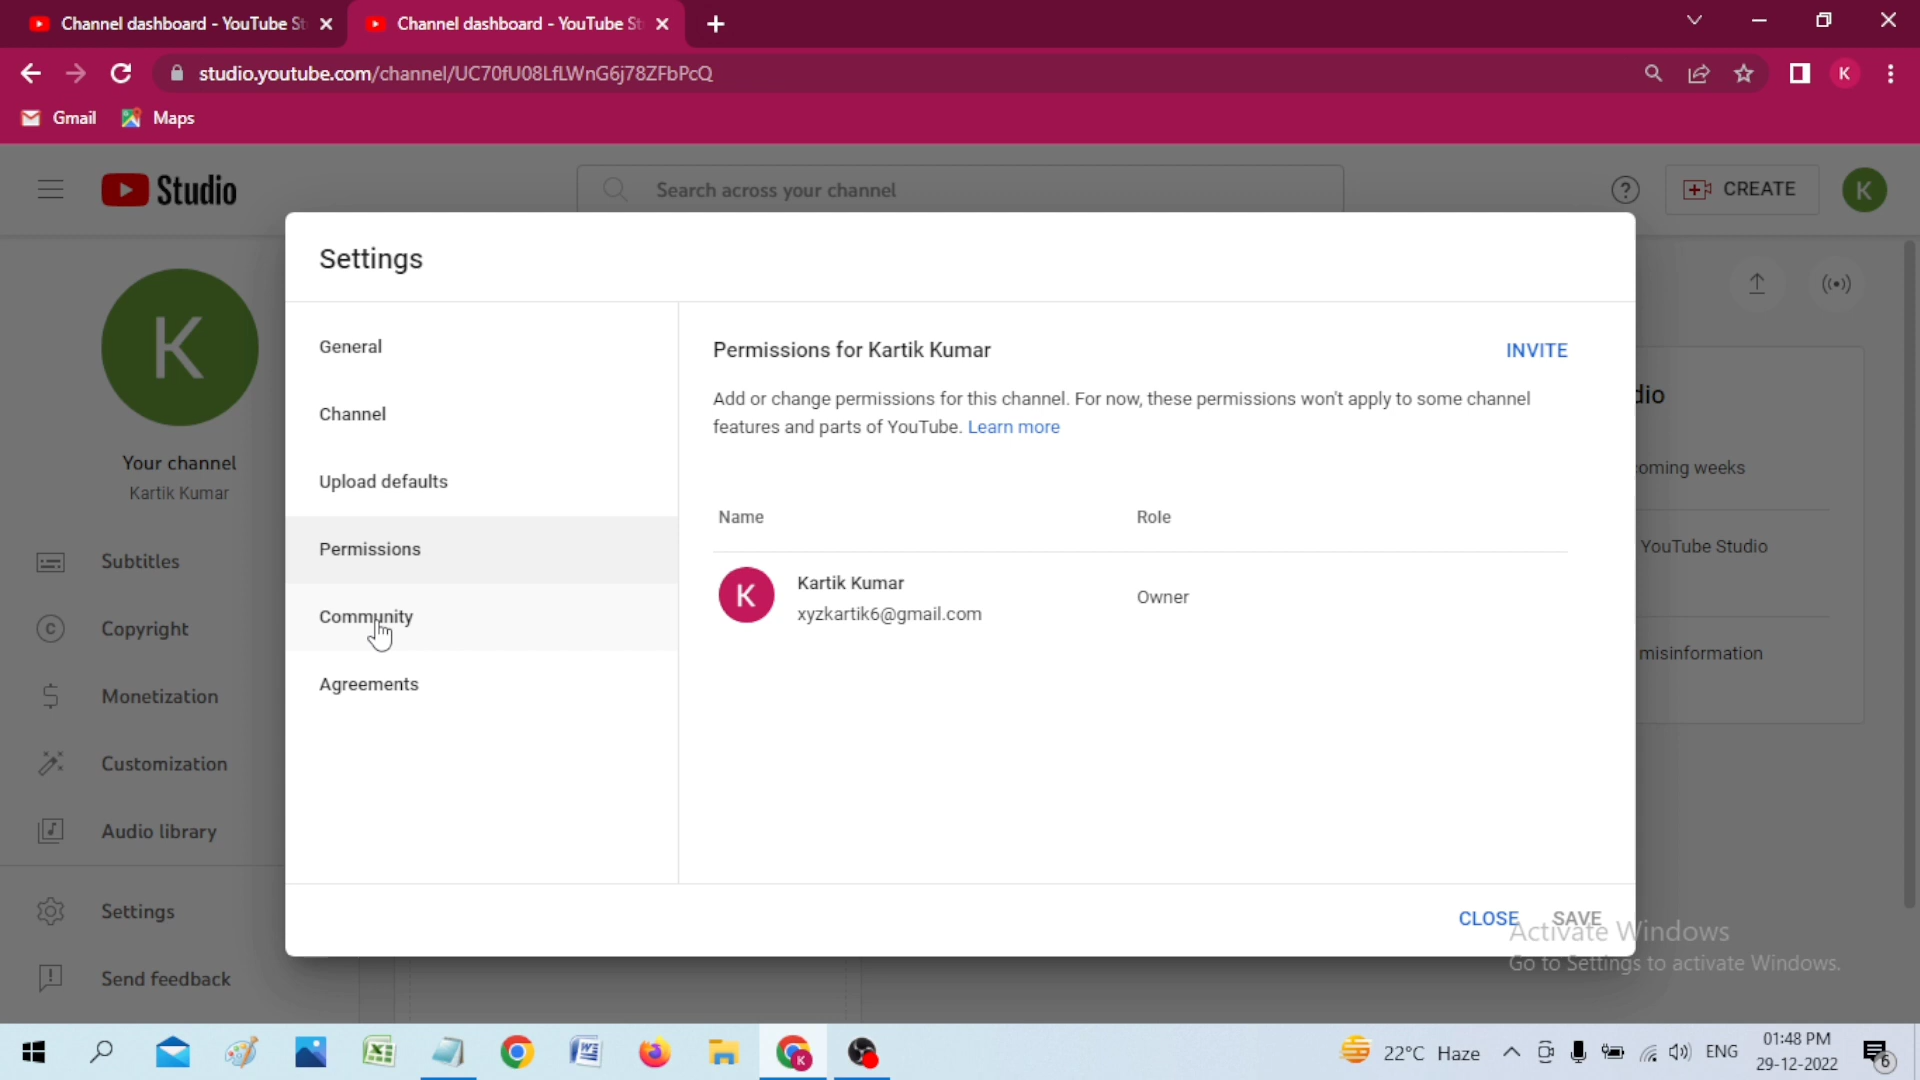 Channel dashboard - YouTube St
Channel dashboard - YouTube St
studio.youtube.com/channel/UC70fU08LfLWnG6j78ZFbPcQ
K
Gmail
Maps
Studio
Search across your channel
CREATE
K
Settings
K
Your channel
Kartik Kumar
Subtitles
Copyright
Monetization
Customization
Audio library
Settings
Send feedback
General
Channel
Upload defaults
Permissions
Community
Agreements
Permissions for Kartik Kumar
INVITE
Add or change permissions for this channel. For now, these permissions won't apply to some channel
features and parts of YouTube. Learn more
Name
Role
K
Kartik Kumar
xyzkartik6@gmail.com
Owner
dio
coming weeks
YouTube Studio
misinformation
CLOSE
SAVE
Activate Windows
Go to Settings to activate Windows.
22°C Haze
ENG
01:48 PM
29-12-2022
6